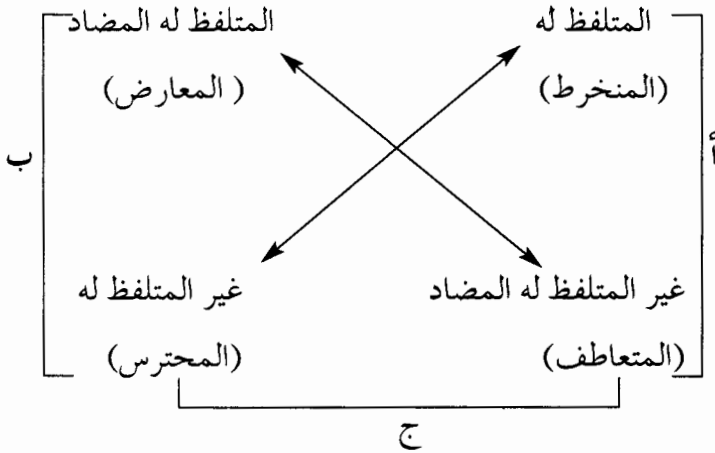 المتلفظ له
المتلفظ له المضاد
(المنخرط)
(المعارض)
أ
ب
غير المتلفظ له المضاد
غير المتلفظ له
(المتعاطف)
(المحترس)
ج